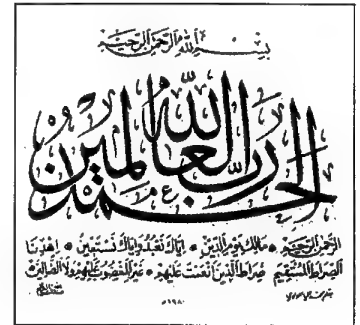 بسم الله الرحمن الرحيم
الحمد لله رب العالمين
الرحمن الرحيم * مالك يوم الدين * إياك نعبد وإياك نستعين * اهدنا
الصراط المستقيم صراط الذين أنعمت عليهم * غير المغضوب عليهم ولا الضالين
١٩٨٠